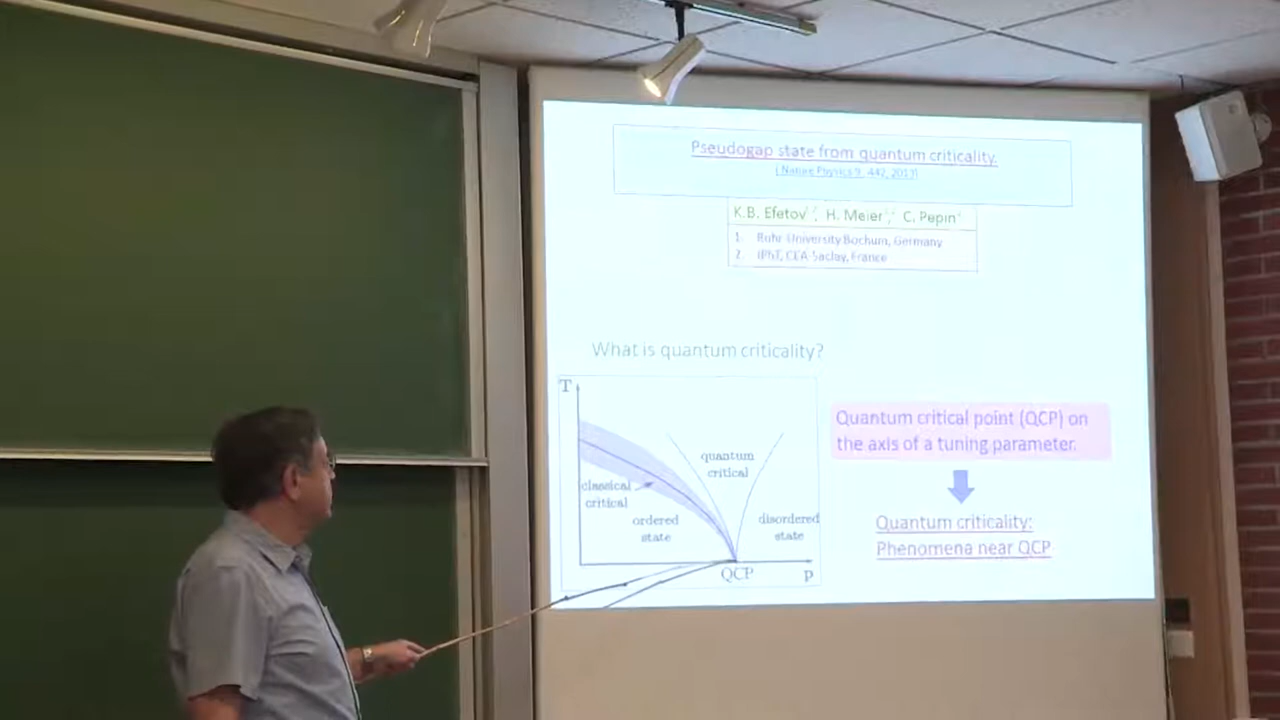 Pseudogap state from quantum criticality.
( Nature Physics 9, 442, 2013)
K.B. Efetov, H. Meier, C. Pepin
1. Ruhr-University Bochum, Germany
2. IPhT, CEA-Saclay, France
What is quantum criticality?
T
quantum
critical
classical
critical
ordered
state
disordered
state
QCP
p
Quantum critical point (QCP) on
the axis of a tuning parameter.
Quantum criticality:
Phenomena near QCP